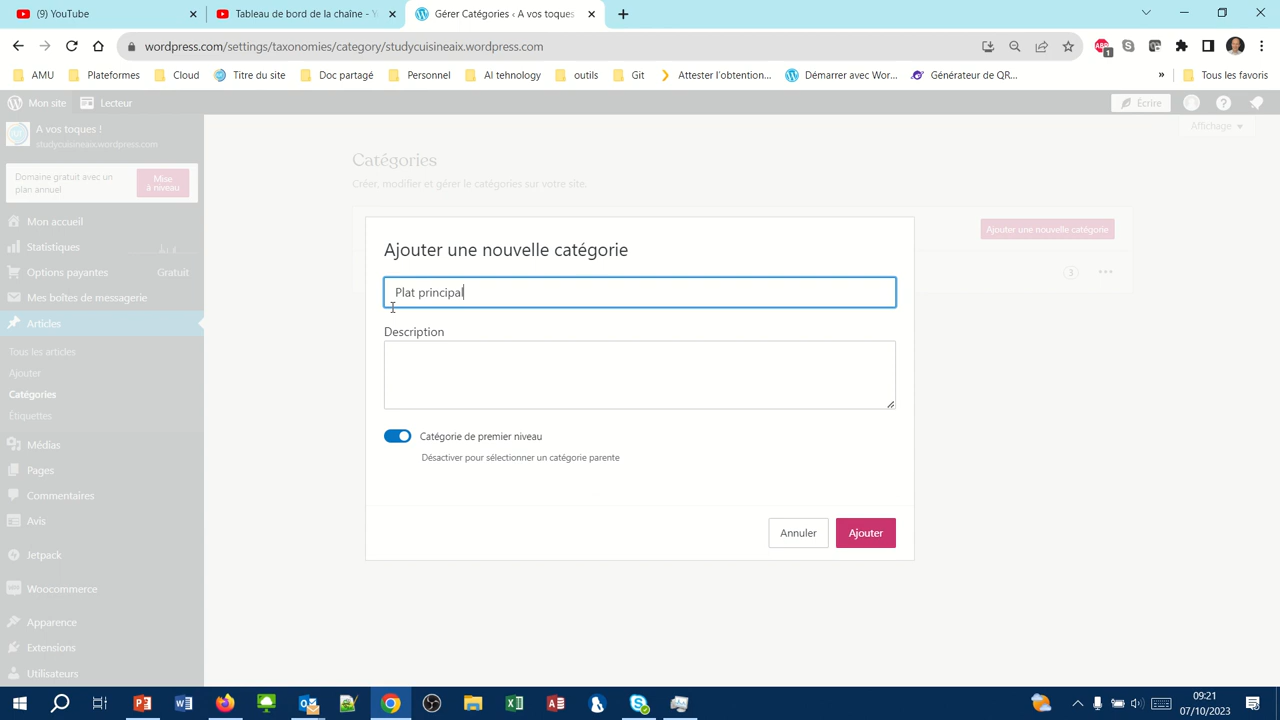 (9) YouTube
Tableau de bord de la chaîne - Y
Gérer Catégories ‹ A vos toques
wordpress.com/settings/taxonomies/category/studycuisineaix.wordpress.com
ABP 1
AMU
Plateformes
Cloud
Titre du site
Doc partagé
Personnel
AI tehnology
outils
Git
Attester l'obtention...
Démarrer avec Wor...
Générateur de QR...
»
Tous les favoris
Mon site
Lecteur
Écrire
A vos toques !
studycuisineaix.wordpress.com
Domaine gratuit avec un
plan annuel
Mise
à niveau
Mon accueil
Statistiques
Options payantes
Gratuit
Mes boîtes de messagerie
Articles
Tous les articles
Ajouter
Catégories
Étiquettes
Médias
Pages
Commentaires
Avis
Jetpack
Woocommerce
Apparence
Extensions
Utilisateurs
Affichage
Catégories
Créer, modifier et gérer le catégories sur votre site.
Ajouter une nouvelle catégorie
3
Ajouter une nouvelle catégorie
Plat principal
Description
Catégorie de premier niveau
Désactiver pour sélectionner un catégorie parente
Annuler
Ajouter
09:21
07/10/2023